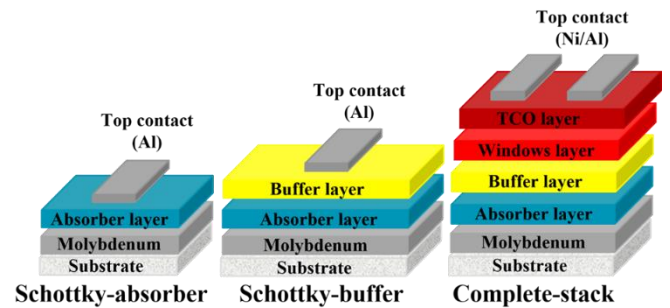 Top contact
(Al)
Absorber layer
Molybdenum
Substrate
Schottky-absorber
Top contact
(Al)
Buffer layer
Absorber layer
Molybdenum
Substrate
Schottky-buffer
Top contact
(Ni/Al)
TCO layer
Windows layer
Buffer layer
Absorber layer
Molybdenum
Substrate
Complete-stack